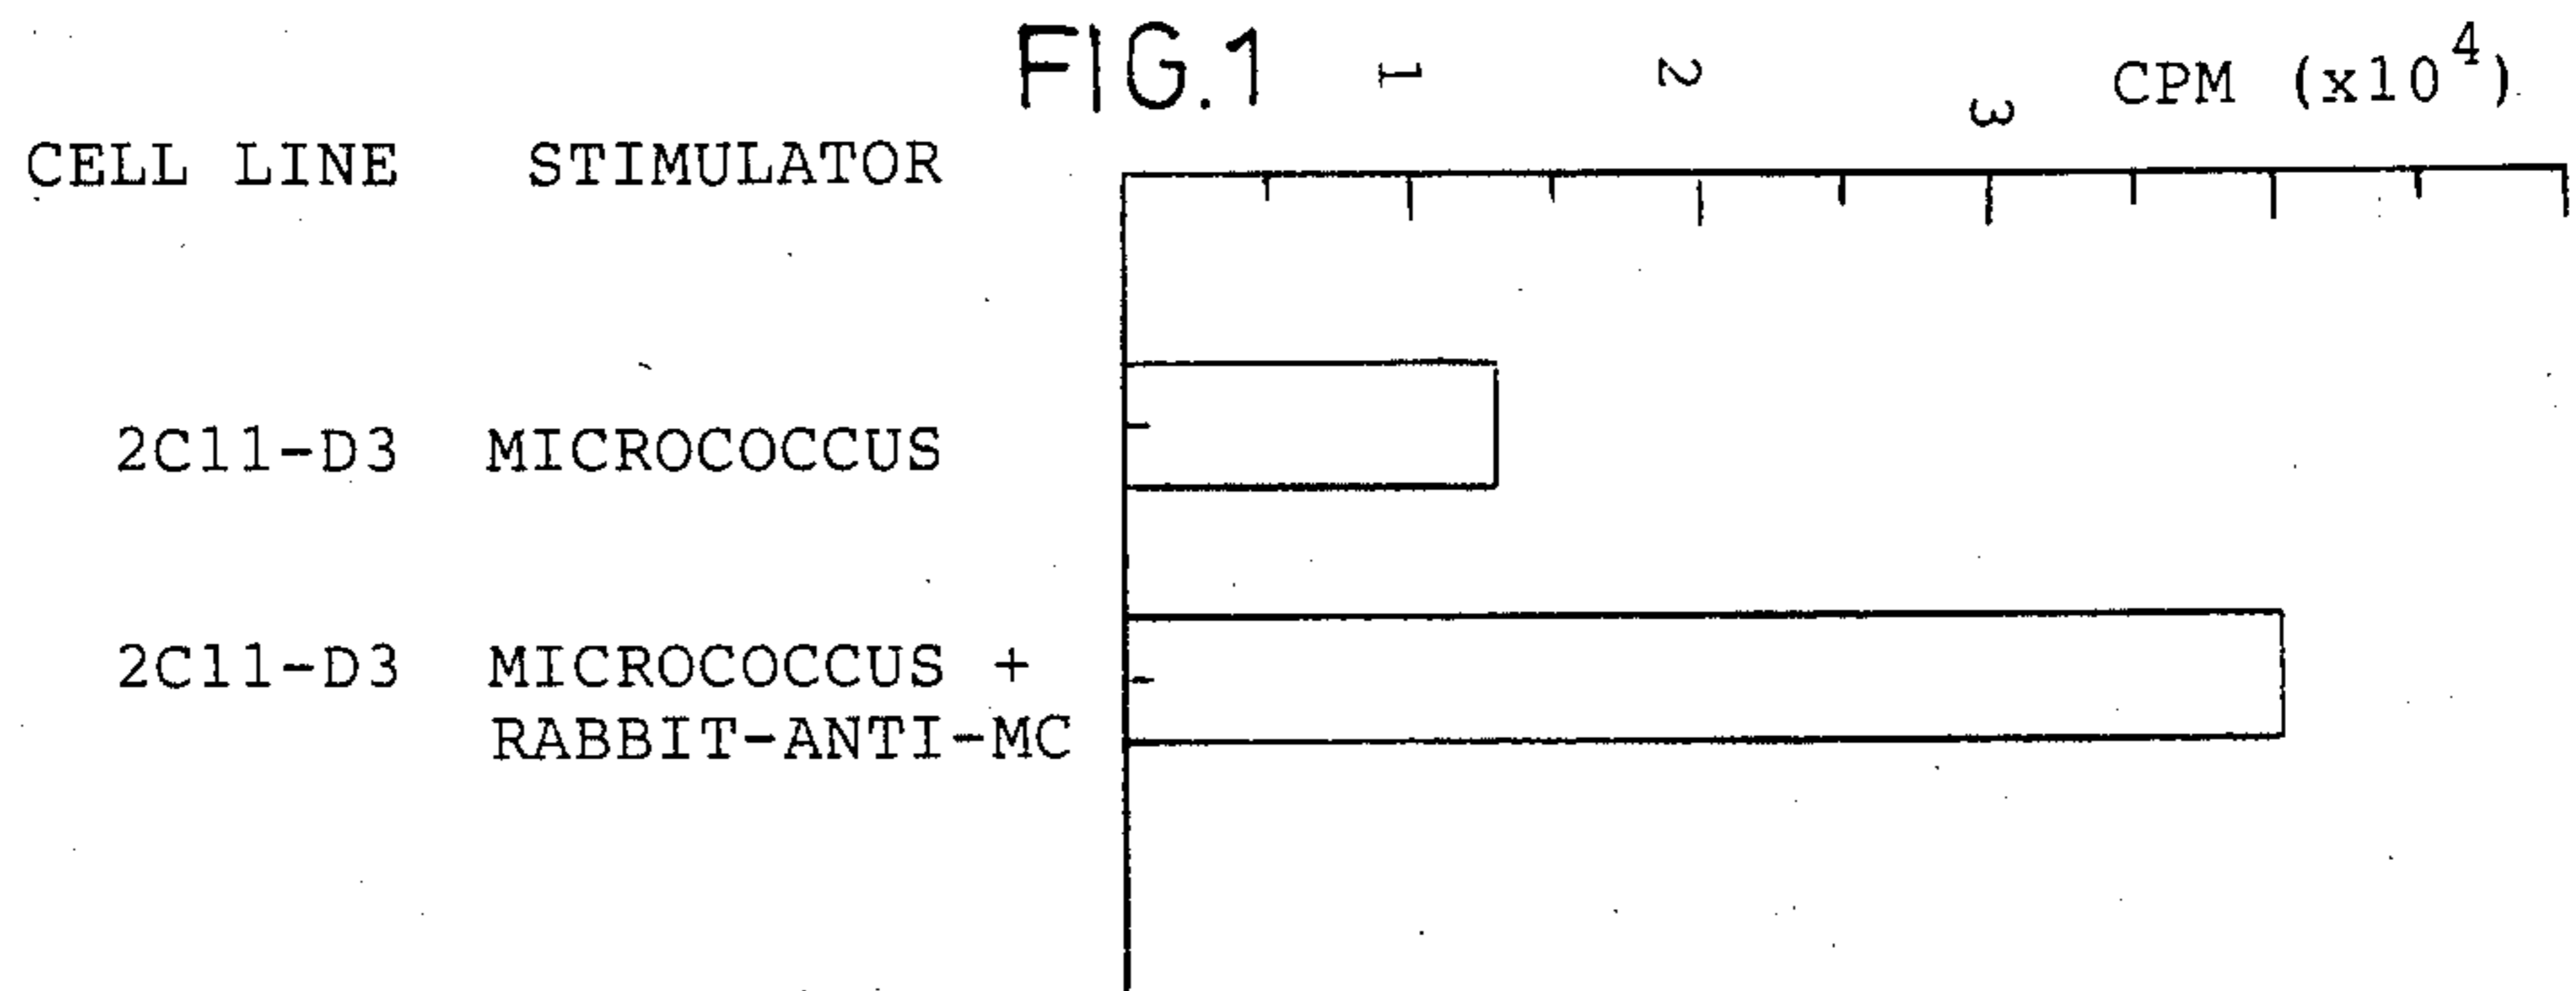 FIG.1
1 2 3 CPM (x10^4)
CELL LINE STIMULATOR
2C11-D3 MICROCOCCUS
2C11-D3 MICROCOCCUS +
RABBIT-ANTI-MC